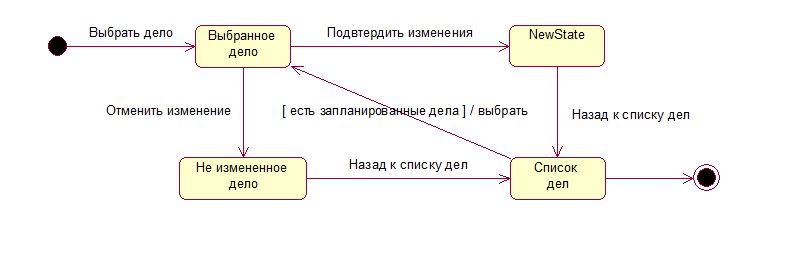 Выбрать дело
Выбранное
дело
Подвтердить изменения
NewState
Отменить изменение
[ есть запланированные дела ] / выбрать
Назад к списку дел
Не измененное
дело
Назад к списку дел
Список
дел